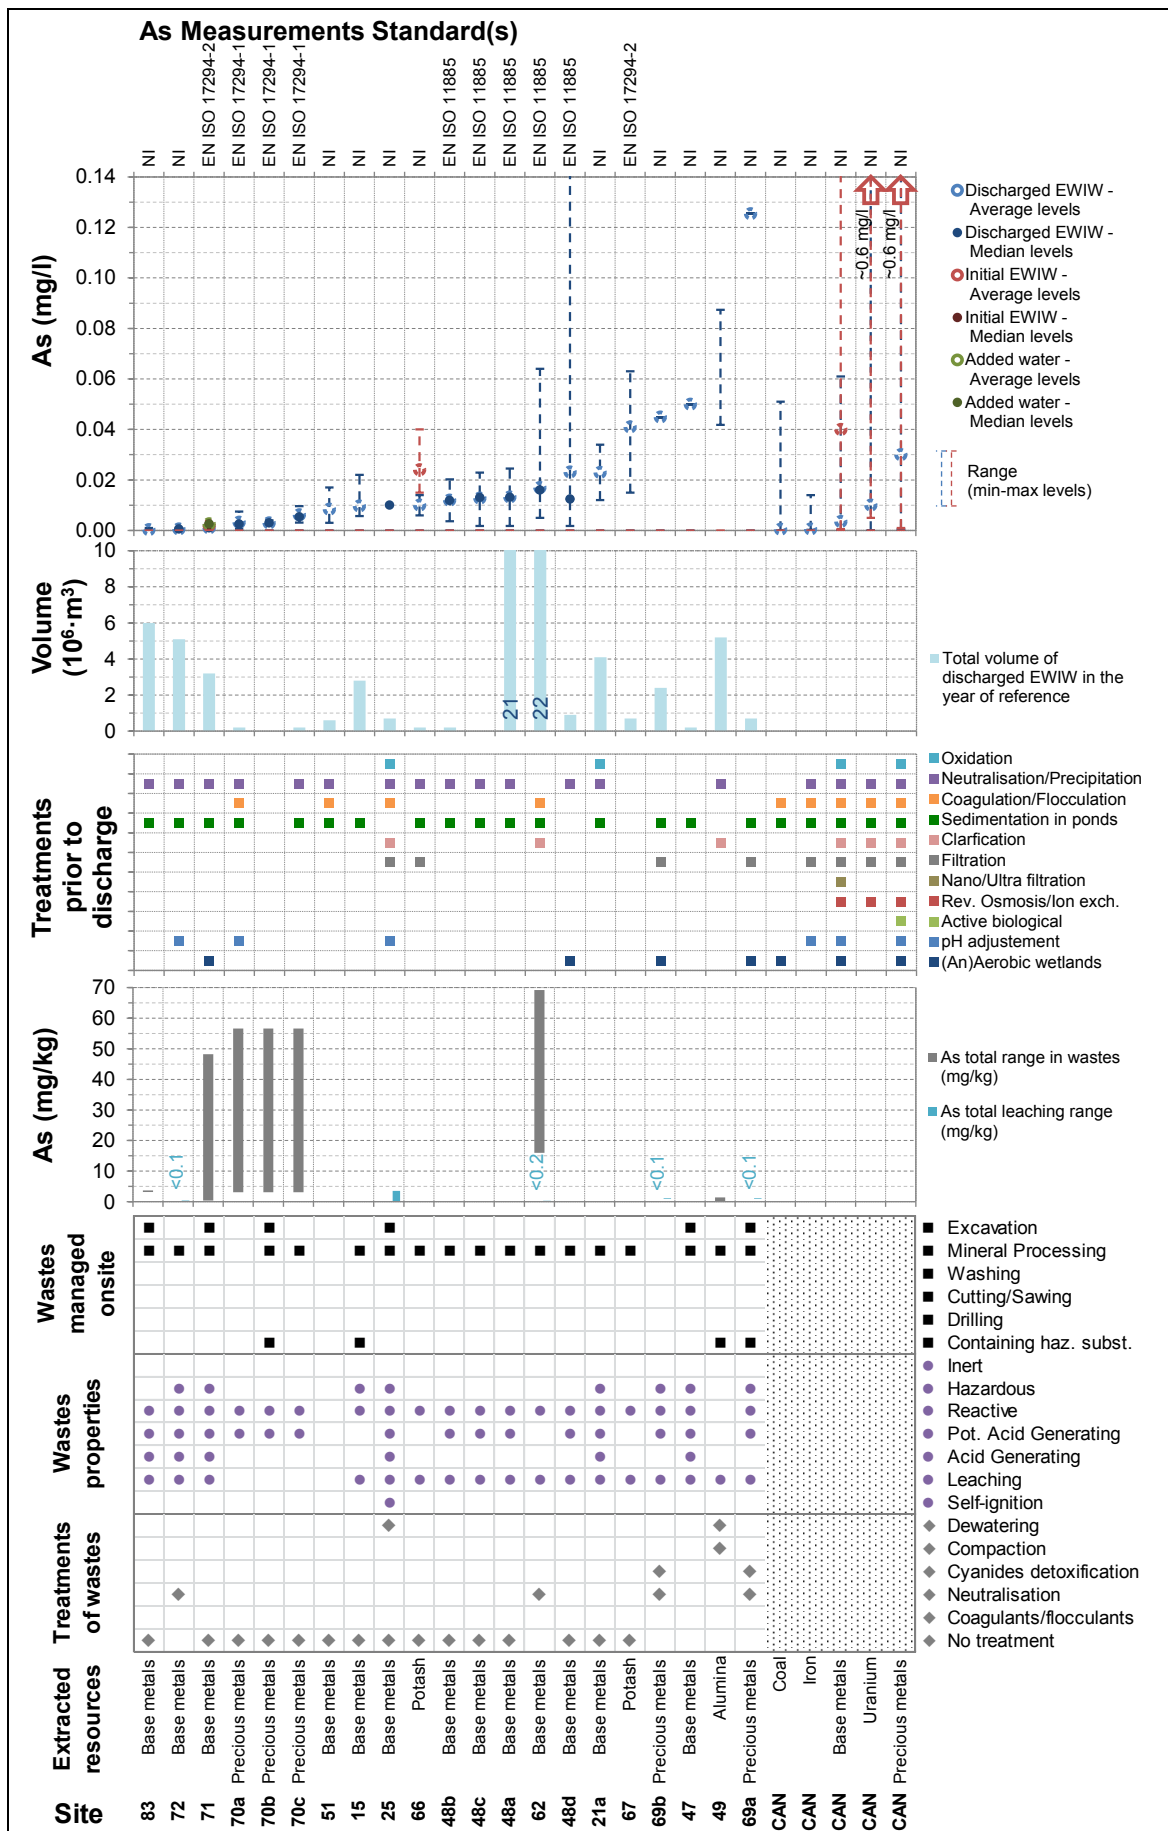 As Measurements Standard(s)
NI
NI
EN ISO 17294-2
EN ISO 17294-1
EN ISO 17294-1
EN ISO 17294-1
NI
NI
NI
NI
EN ISO 11885
EN ISO 11885
EN ISO 11885
EN ISO 11885
EN ISO 11885
NI
EN ISO 17294-2
NI
NI
NI
NI
NI
NI
NI
NI
NI
As (mg/l)
0.14
0.12
0.10
0.08
0.06
0.04
0.02
0.00
~0.6 mg/l
~0.6 mg/l
Discharged EWIW -
Average levels
Discharged EWIW -
Median levels
Initial EWIW -
Average levels
Initial EWIW -
Median levels
Added water -
Average levels
Added water -
Median levels
Range
(min-max levels)
Volume
(10⁶·m³)
10
8
6
4
2
0
21
22
Total volume of
discharged EWIW in the
year of reference
Treatments
prior to
discharge
Oxidation
Neutralisation/Precipitation
Coagulation/Flocculation
Sedimentation in ponds
Clarfication
Filtration
Nano/Ultra filtration
Rev. Osmosis/Ion exch.
Active biological
pH adjustement
(An)Aerobic wetlands
As (mg/kg)
70
60
50
40
30
20
10
0
<0.1
<0.2
<0.1
<0.1
As total range in wastes
(mg/kg)
As total leaching range
(mg/kg)
Wastes
managed
onsite
Excavation
Mineral Processing
Washing
Cutting/Sawing
Drilling
Containing haz. subst.
Wastes
properties
Inert
Hazardous
Reactive
Pot. Acid Generating
Acid Generating
Leaching
Self-ignition
Treatments
of wastes
Dewatering
Compaction
Cyanides detoxification
Neutralisation
Coagulants/flocculants
No treatment
Extracted
resources
Base metals
Base metals
Base metals
Precious metals
Precious metals
Precious metals
Base metals
Base metals
Base metals
Potash
Base metals
Base metals
Base metals
Base metals
Base metals
Base metals
Potash
Precious metals
Base metals
Alumina
Precious metals
Coal
Iron
Base metals
Uranium
Precious metals
Site
83
72
71
70a
70b
70c
51
15
25
66
48b
48c
48a
62
48d
21a
67
69b
47
49
69a
CAN
CAN
CAN
CAN
CAN